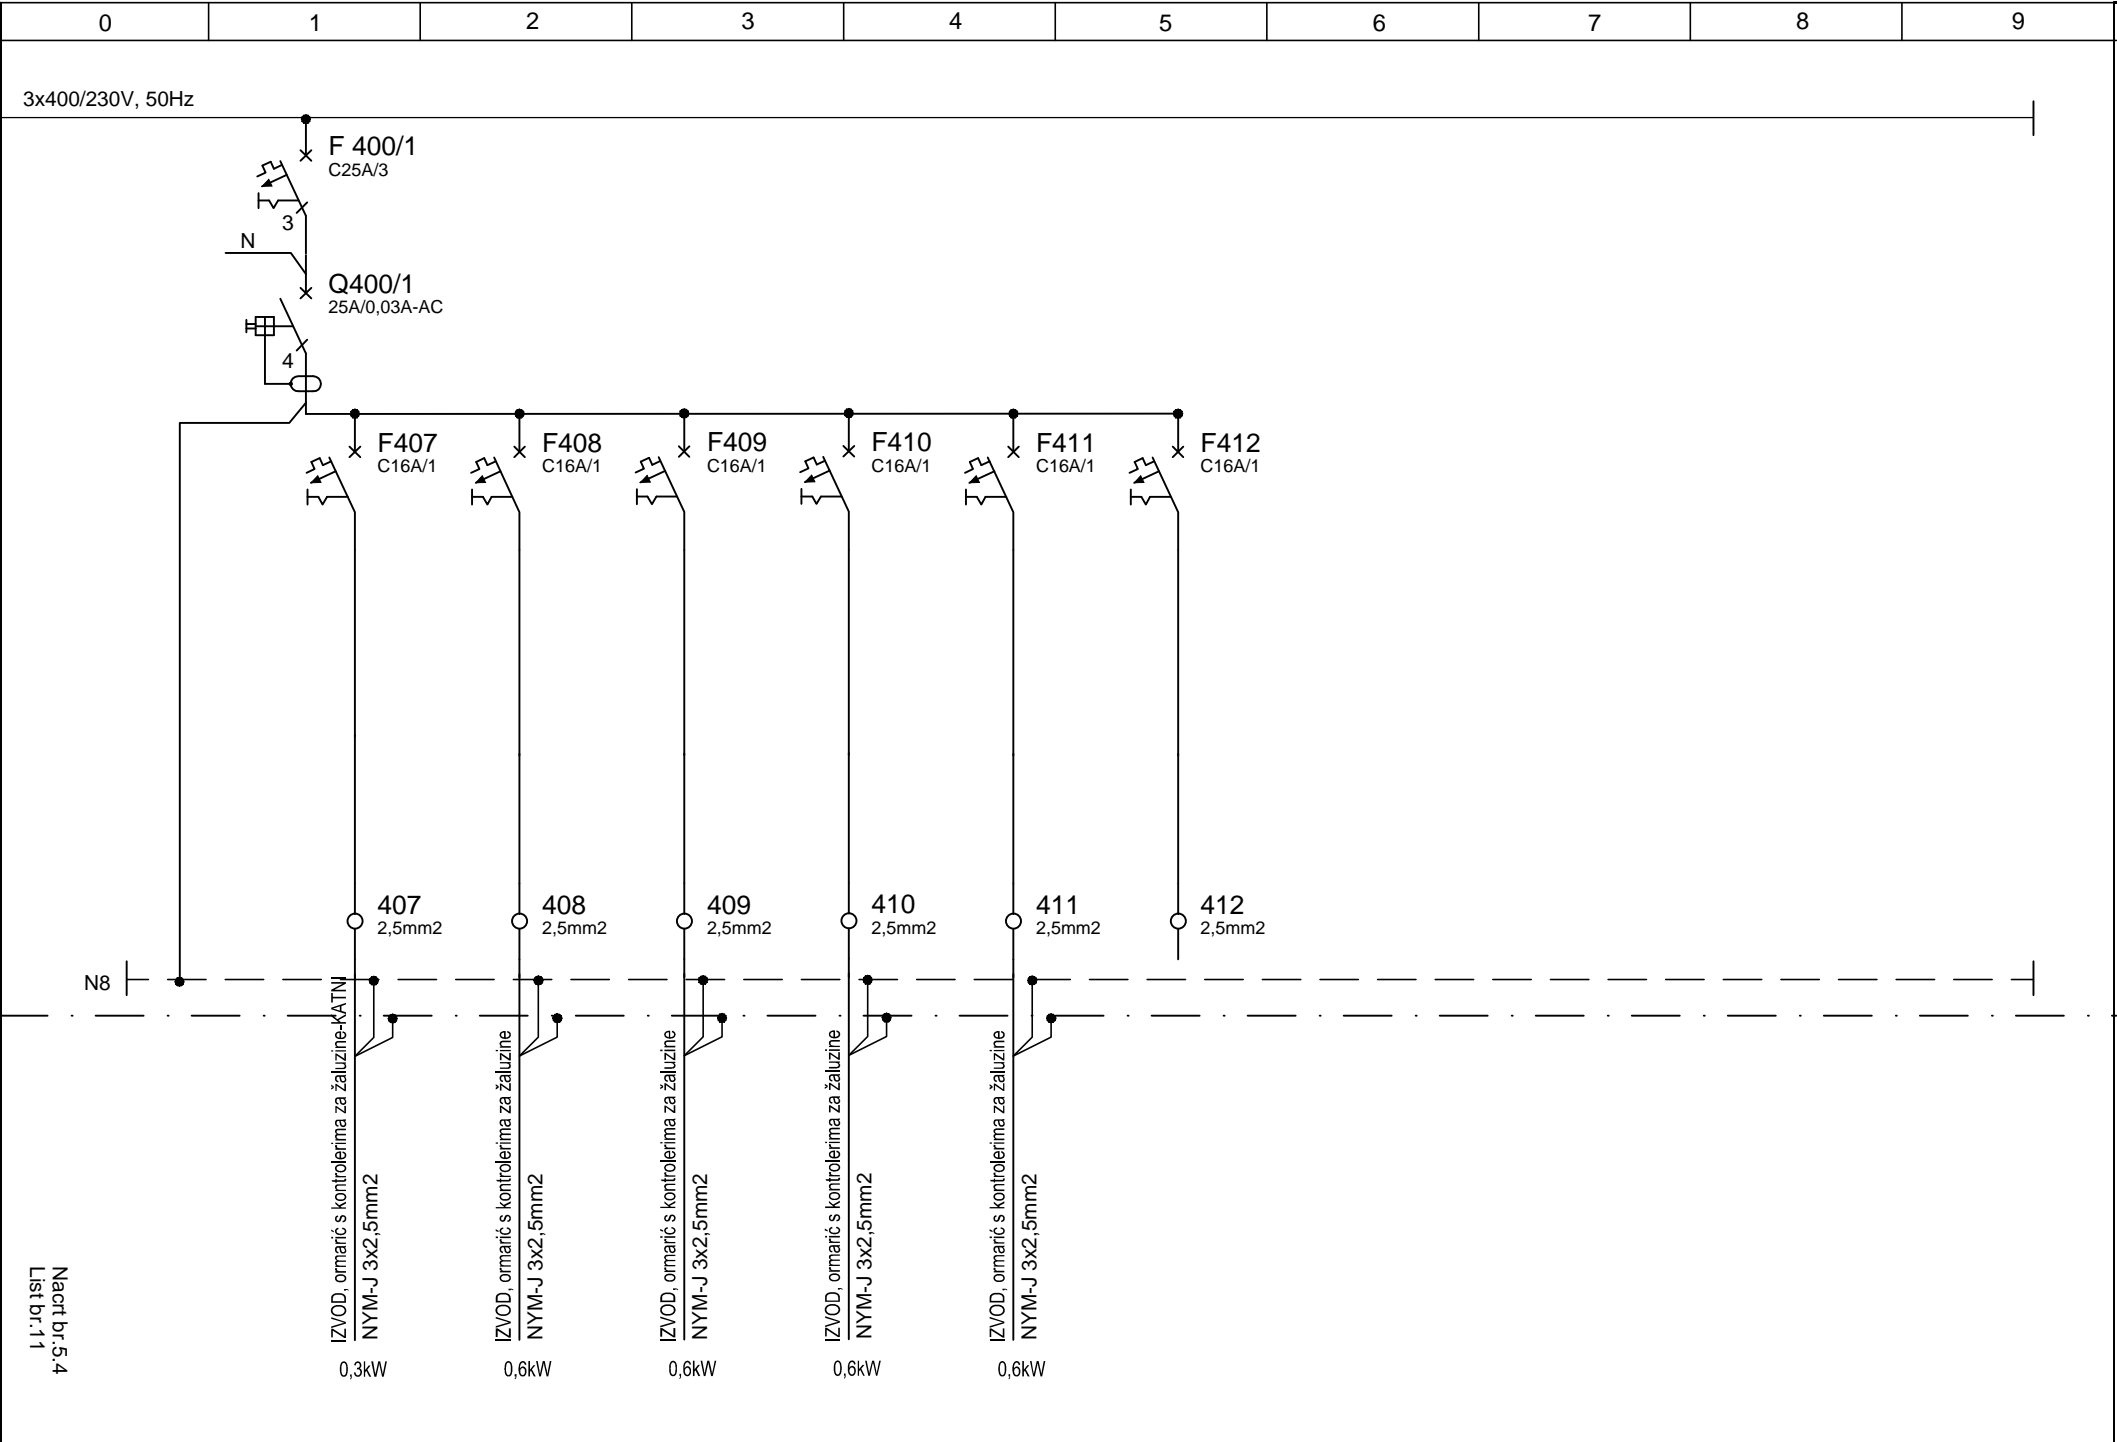 0 1 2 3 4 5 6 7 8 9
3x400/230V, 50Hz
F 400/1
C25A/3
3
N
Q400/1
25A/0,03A-AC
4
F407
C16A/1
F408
C16A/1
F409
C16A/1
F410
C16A/1
F411
C16A/1
F412
C16A/1
407
2,5mm2
408
2,5mm2
409
2,5mm2
410
2,5mm2
411
2,5mm2
412
2,5mm2
N8
IZVOD, ormarić s kontrolerima za žaluzine-KATNI
NYM-J 3x2,5mm2
IZVOD, ormarić s kontrolerima za žaluzine
NYM-J 3x2,5mm2
IZVOD, ormarić s kontrolerima za žaluzine
NYM-J 3x2,5mm2
IZVOD, ormarić s kontrolerima za žaluzine
NYM-J 3x2,5mm2
IZVOD, ormarić s kontrolerima za žaluzine
NYM-J 3x2,5mm2
0,3kW
0,6kW
0,6kW
0,6kW
0,6kW
Nacrt br.5.4
List br.11